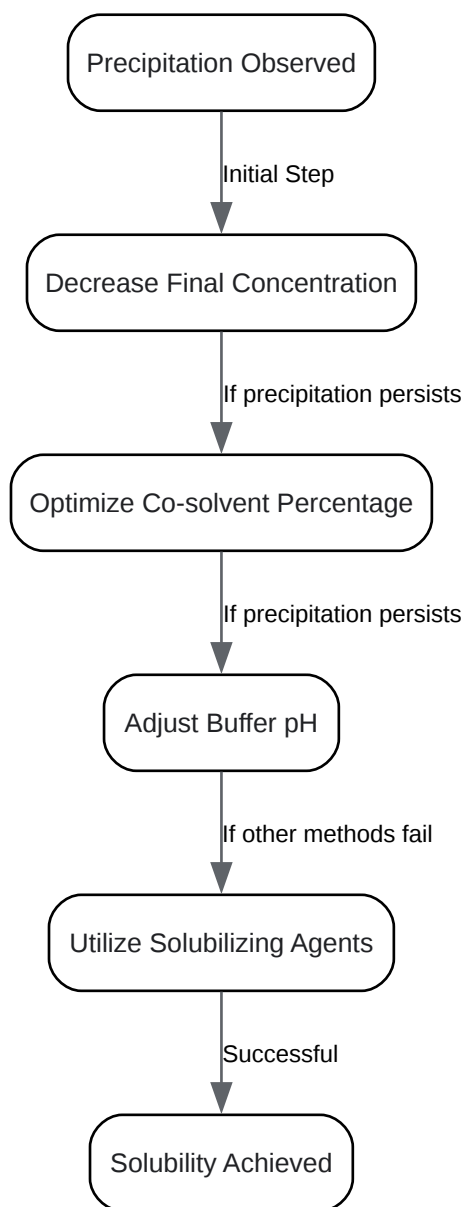 Precipitation Observed
Initial Step
Decrease Final Concentration
If precipitation persists
Optimize Co-solvent Percentage
If precipitation persists
Adjust Buffer pH
If other methods fail
Utilize Solubilizing Agents
Successful
Solubility Achieved